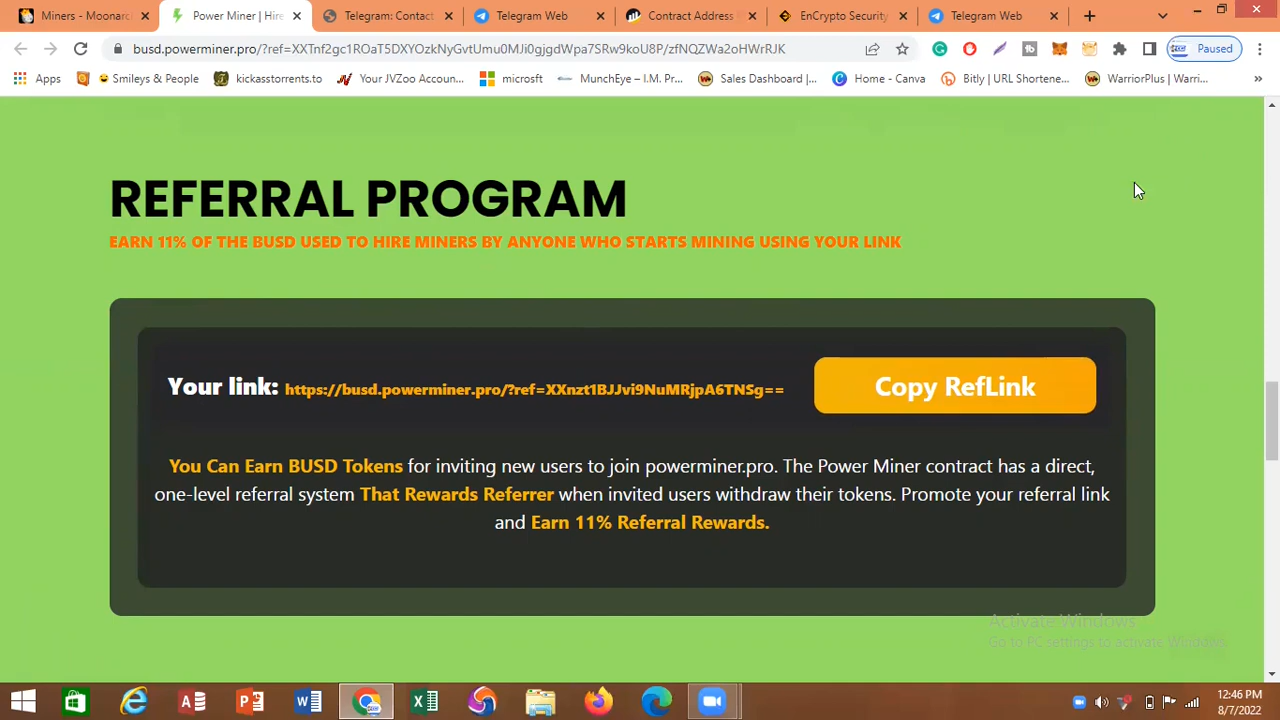 Miners - Moonarc
Power Miner | Hire
Telegram: Contact
Telegram Web
Contract Address
EnCrypto Security
Telegram Web
busd.powerminer.pro/?ref=XXTnf2gc1ROaT5DXYOzkNyGvtUmu0MJi0gjgdWpa7SRw9koU8P/zfNQZWa2oHWrRJK
Paused
Apps
Smileys & People
kickasstorrents.to
Your JVZoo Accoun...
microsft
MunchEye – I.M. Pr...
Sales Dashboard |...
Home - Canva
Bitly | URL Shortene...
WarriorPlus | Warri...
REFERRAL PROGRAM
EARN 11% OF THE BUSD USED TO HIRE MINERS BY ANYONE WHO STARTS MINING USING YOUR LINK
Your link: https://busd.powerminer.pro/?ref=XXnzt1BJJvi9NuMRjpA6TNSg==
Copy RefLink
You Can Earn BUSD Tokens for inviting new users to join powerminer.pro. The Power Miner contract has a direct,
one-level referral system That Rewards Referrer when invited users withdraw their tokens. Promote your referral link
and Earn 11% Referral Rewards.
Activate Windows
Go to PC settings to activate Windows.
12:46 PM
8/7/2022